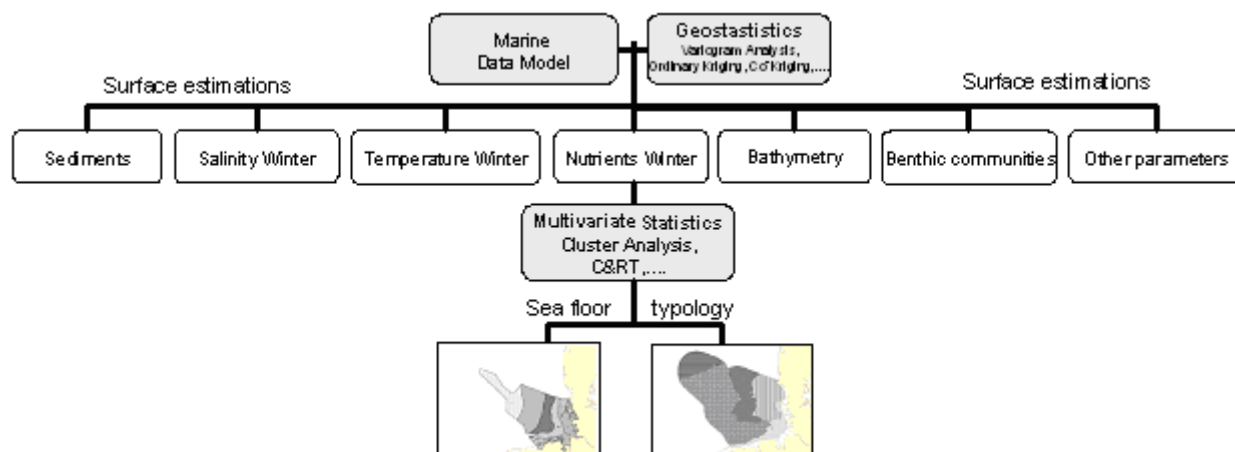 Marine
Data Model
Geostastistics
Variogram Analysis,
Ordinary Kriging, Co-Kriging,....
Surface estimations
Surface estimations
Sediments
Salinity Winter
Temperature Winter
Nutrients Winter
Bathymetry
Benthic communities
Other parameters
Multivariate Statistics
Cluster Analysis,
C&RT,....
Sea floor typology